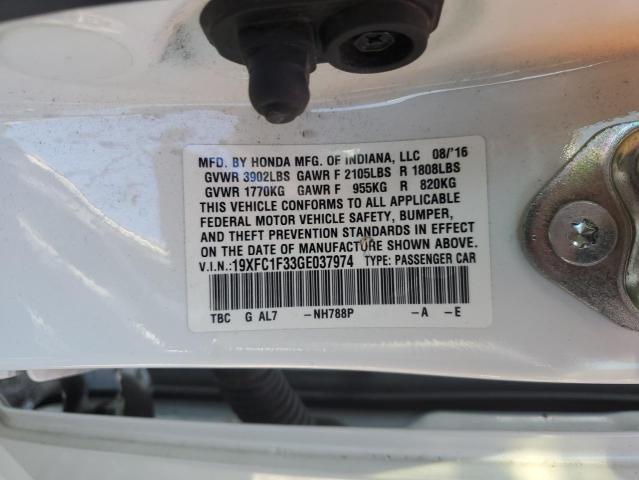 MFD. BY HONDA MFG. OF INDIANA, LLC 08/'16
GVWR 3902LBS GAWR F 2105LBS R 1808LBS
GVWR 1770KG GAWR F 955KG R 820KG
THIS VEHICLE CONFORMS TO ALL APPLICABLE
FEDERAL MOTOR VEHICLE SAFETY, BUMPER,
AND THEFT PREVENTION STANDARDS IN EFFECT
ON THE DATE OF MANUFACTURE SHOWN ABOVE.
V.I.N.:19XFC1F33GE037974 TYPE: PASSENGER CAR
TBC G AL7 -NH788P -A -E